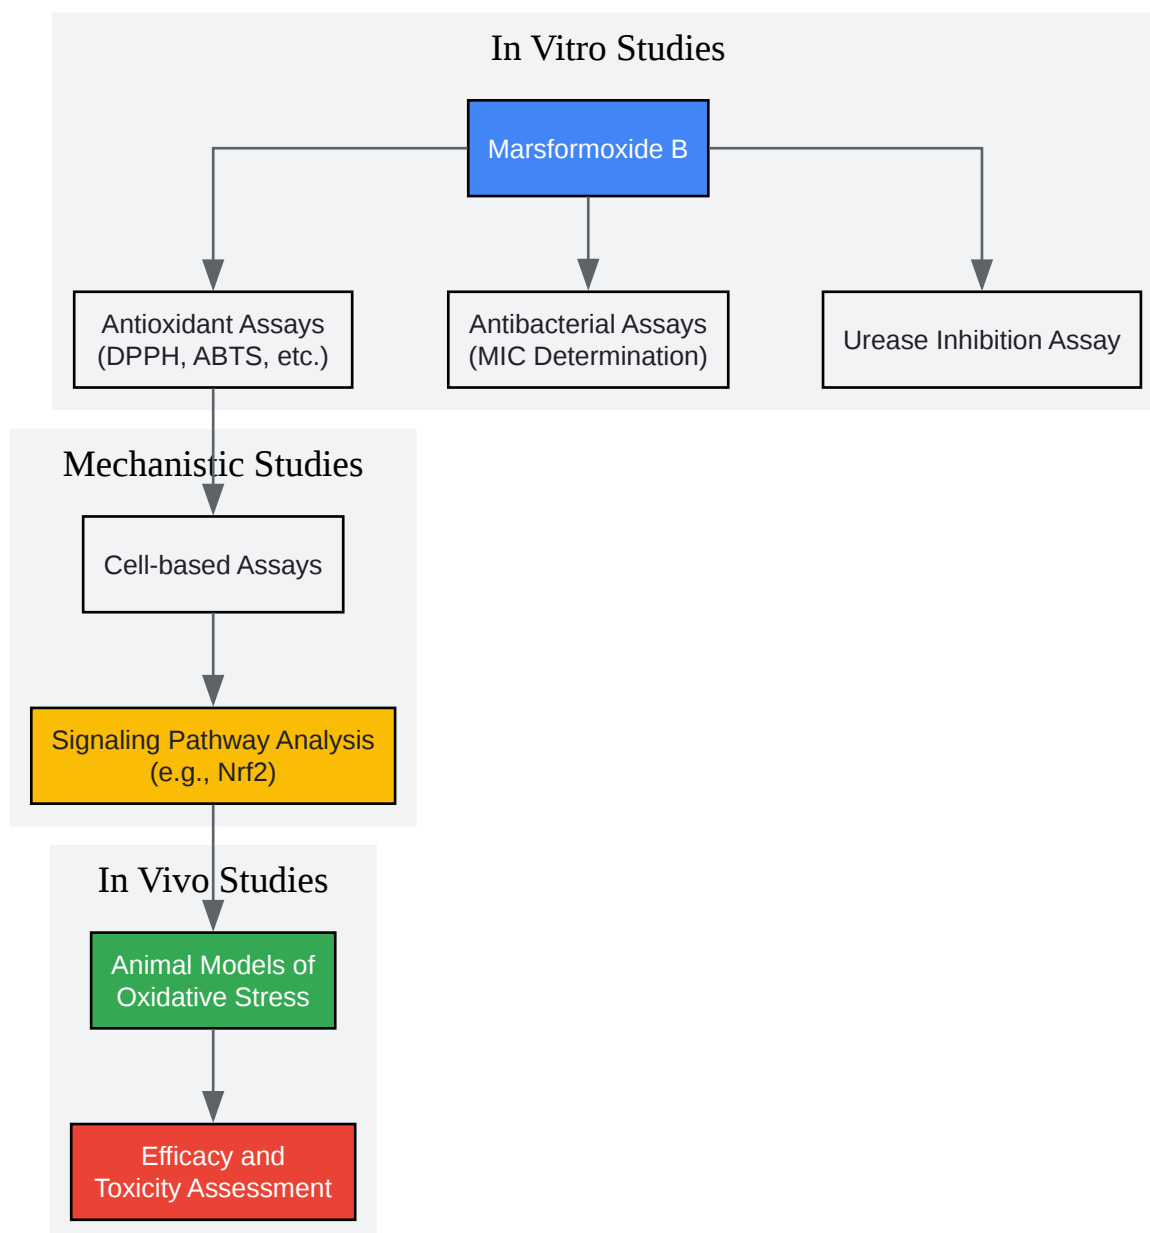 In Vitro Studies
Marsformoxide B
Antioxidant Assays
(DPPH, ABTS, etc.)
Antibacterial Assays
(MIC Determination)
Urease Inhibition Assay
Mechanistic Studies
Cell-based Assays
Signaling Pathway Analysis
(e.g., Nrf2)
In Vivo Studies
Animal Models of
Oxidative Stress
Efficacy and
Toxicity Assessment